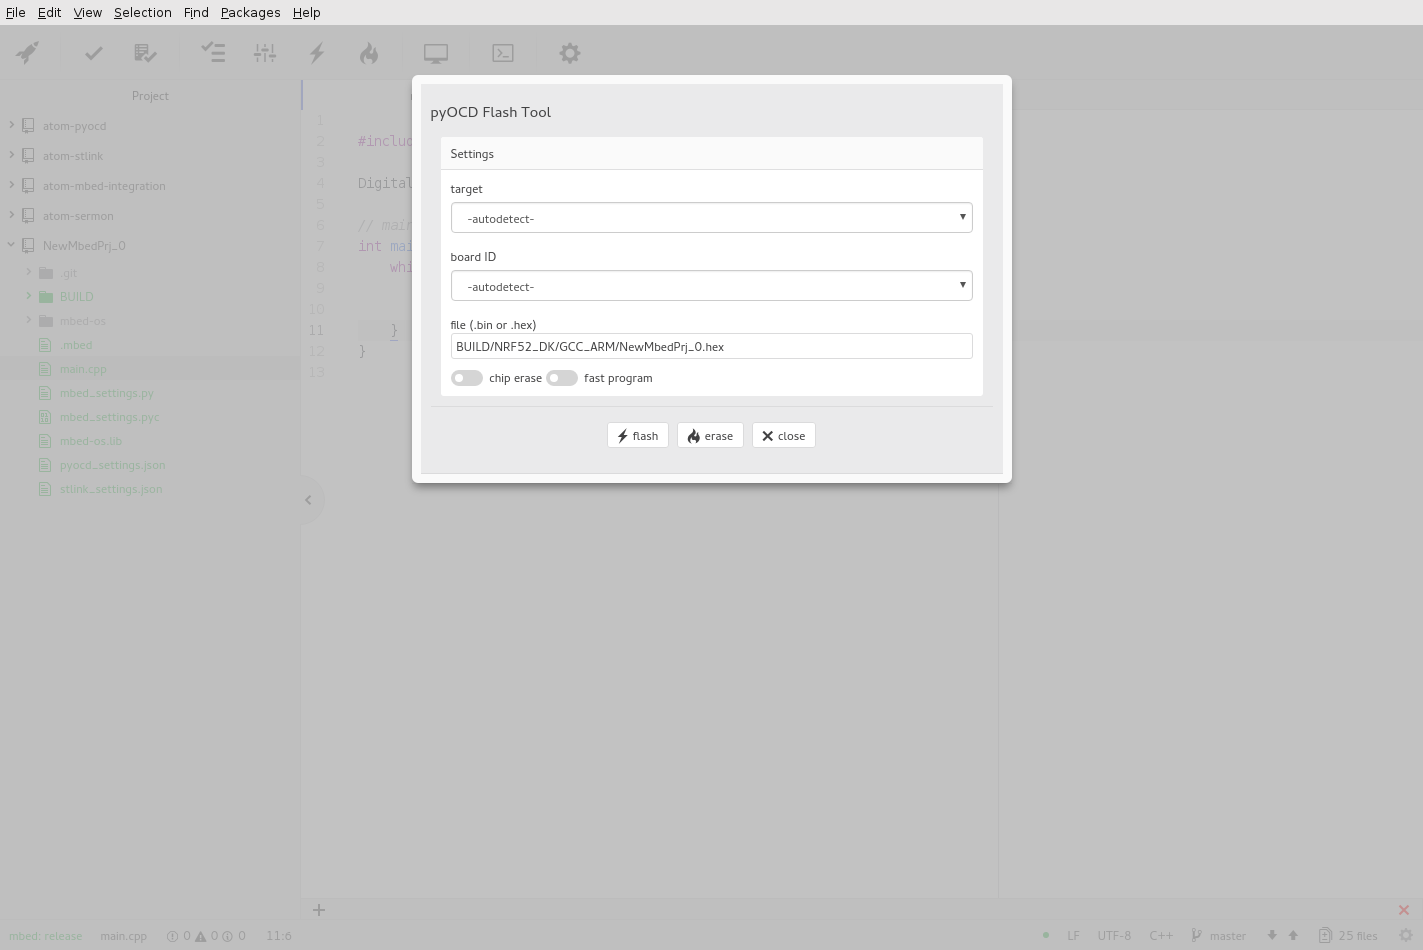 File Edit View Selection Find Packages Help
Project
atom-pyocd
atom-stlink
atom-mbed-integration
atom-sermon
NewMbedPrj_0
.git
BUILD
mbed-os
.mbed
main.cpp
mbed_settings.py
mbed_settings.pyc
mbed-os.lib
pyocd_settings.json
stlink_settings.json
1
2 #includ
3
4 Digital
5
6 // main
7 int mai
8 whi
9
10
11 }
12 }
13
pyOCD Flash Tool
Settings
target
-autodetect-
board ID
-autodetect-
file (.bin or .hex)
BUILD/NRF52_DK/GCC_ARM/NewMbedPrj_0.hex
chip erase fast program
flash erase close
mbed: release main.cpp 0 0 0 11:6 LF UTF-8 C++ master 25 files